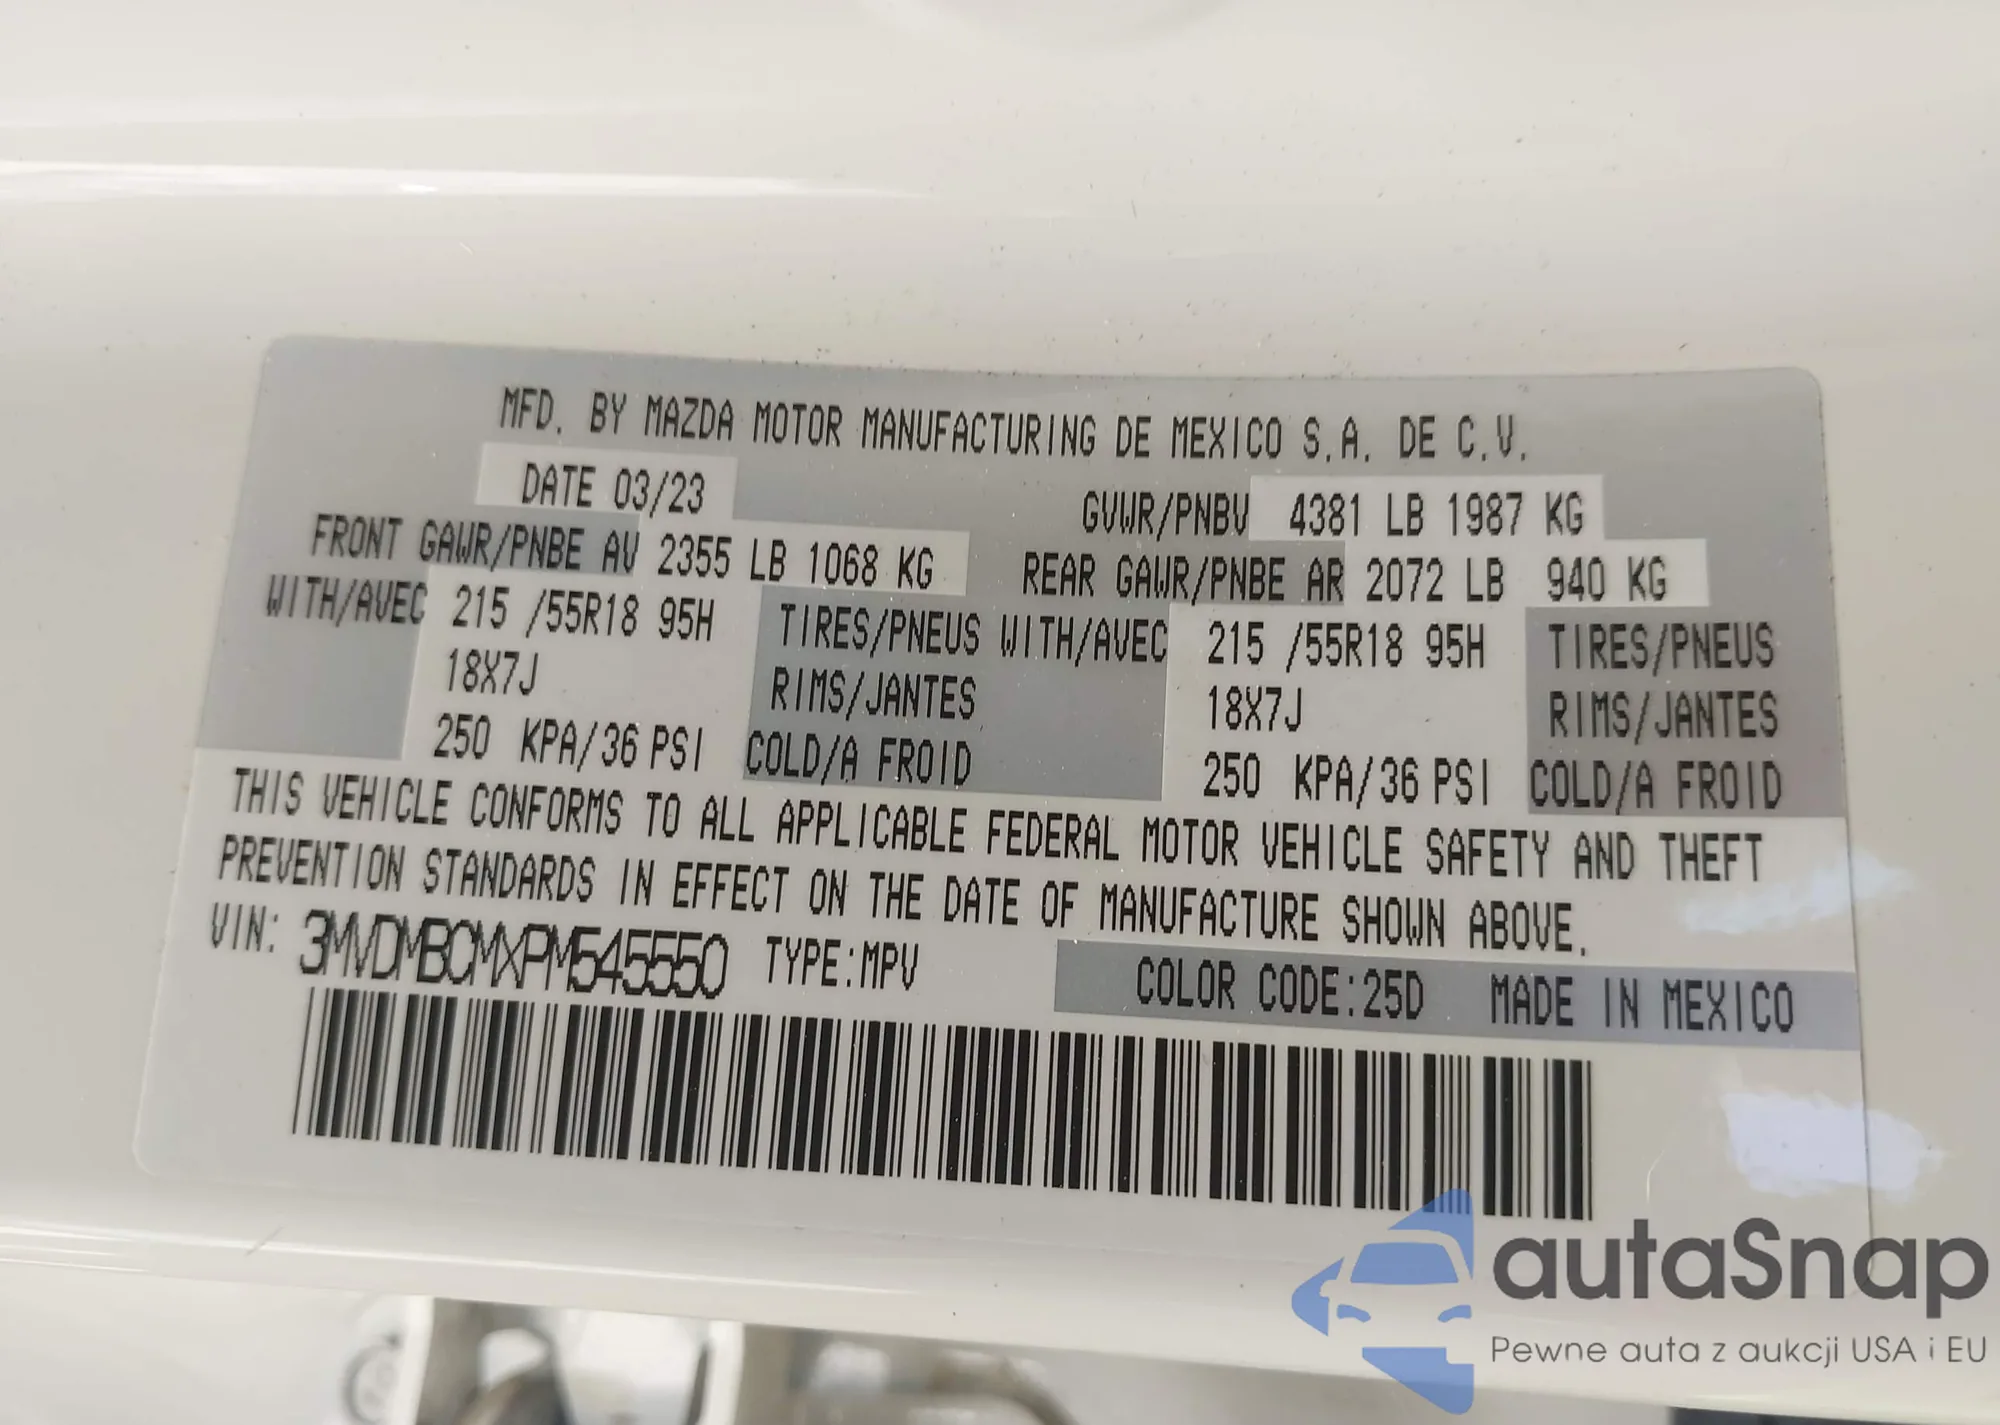 MFD. BY MAZDA MOTOR MANUFACTURING DE MEXICO S.A. DE C.V.
DATE 03/23 GVWR/PNBV 4381 LB 1987 KG
FRONT GAWR/PNBE AV 2355 LB 1068 KG REAR GAWR/PNBE AR 2072 LB 940 KG
WITH/AVEC 215 /55R18 95H TIRES/PNEUS WITH/AVEC 215 /55R18 95H TIRES/PNEUS
18X7J RIMS/JANTES 18X7J RIMS/JANTES
250 KPA/36 PSI COLD/A FROID 250 KPA/36 PSI COLD/A FROID
THIS VEHICLE CONFORMS TO ALL APPLICABLE FEDERAL MOTOR VEHICLE SAFETY AND THEFT
PREVENTION STANDARDS IN EFFECT ON THE DATE OF MANUFACTURE SHOWN ABOVE.
VIN: 3MVDMBCMXPM545550 TYPE:MPV COLOR CODE:25D MADE IN MEXICO
autaSnap
Pewne auta z aukcji USA i EU